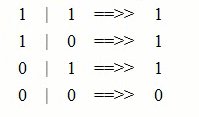 1 | 1 ==>> 1
1 | 0 ==>> 1
0 | 1 ==>> 1
0 | 0 ==>> 0